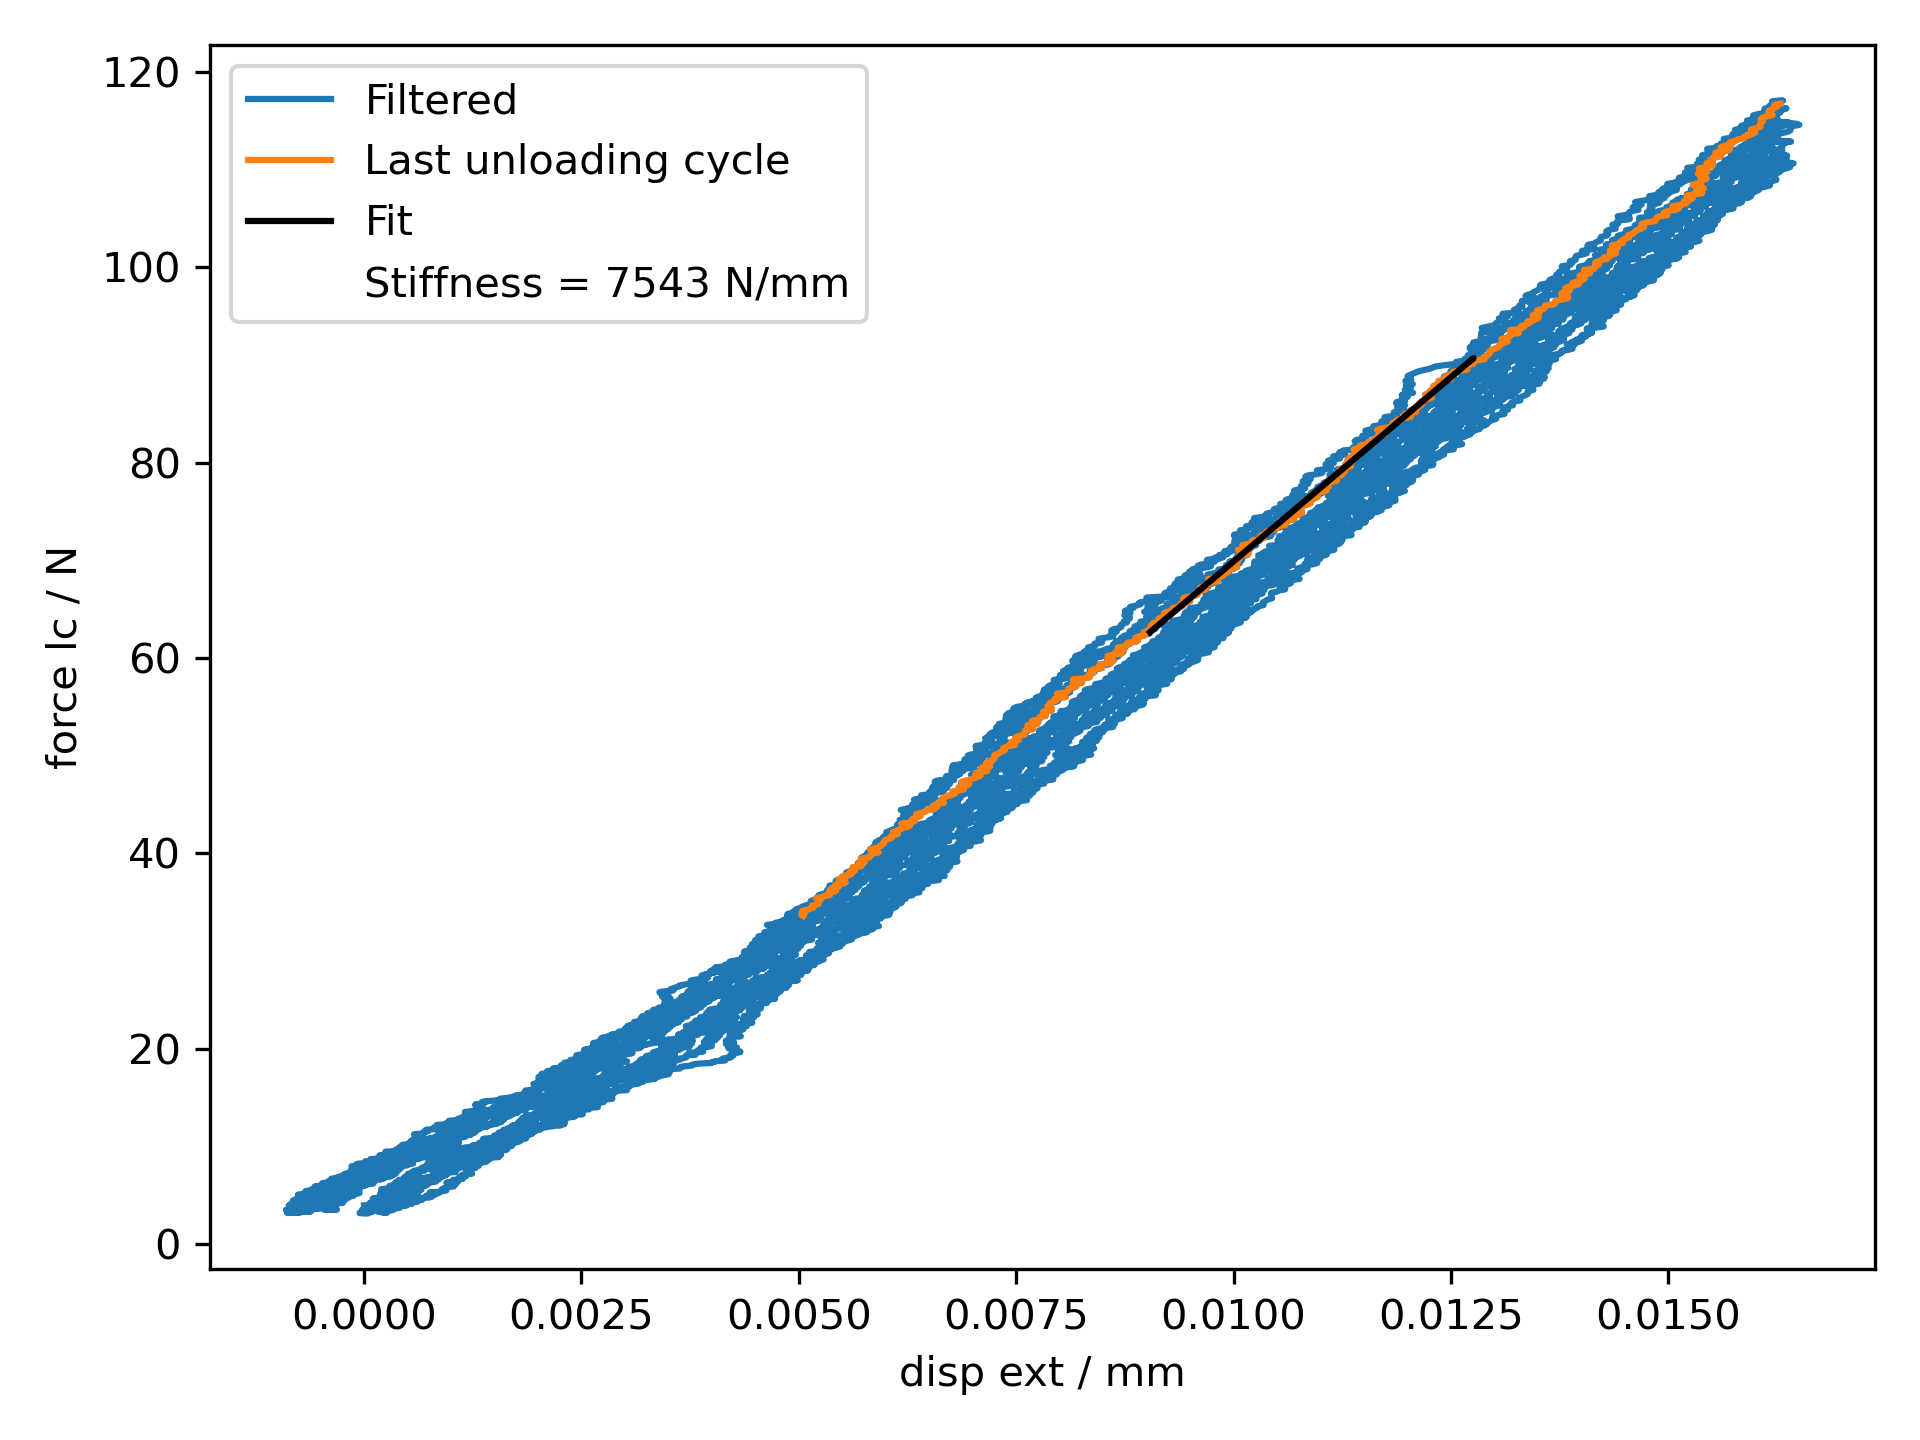 Filtered
Last unloading cycle
Fit
Stiffness = 7543 N/mm
120
100
80
60
40
20
0
force lc / N
0.0000 0.0025 0.0050 0.0075 0.0100 0.0125 0.0150
disp ext / mm